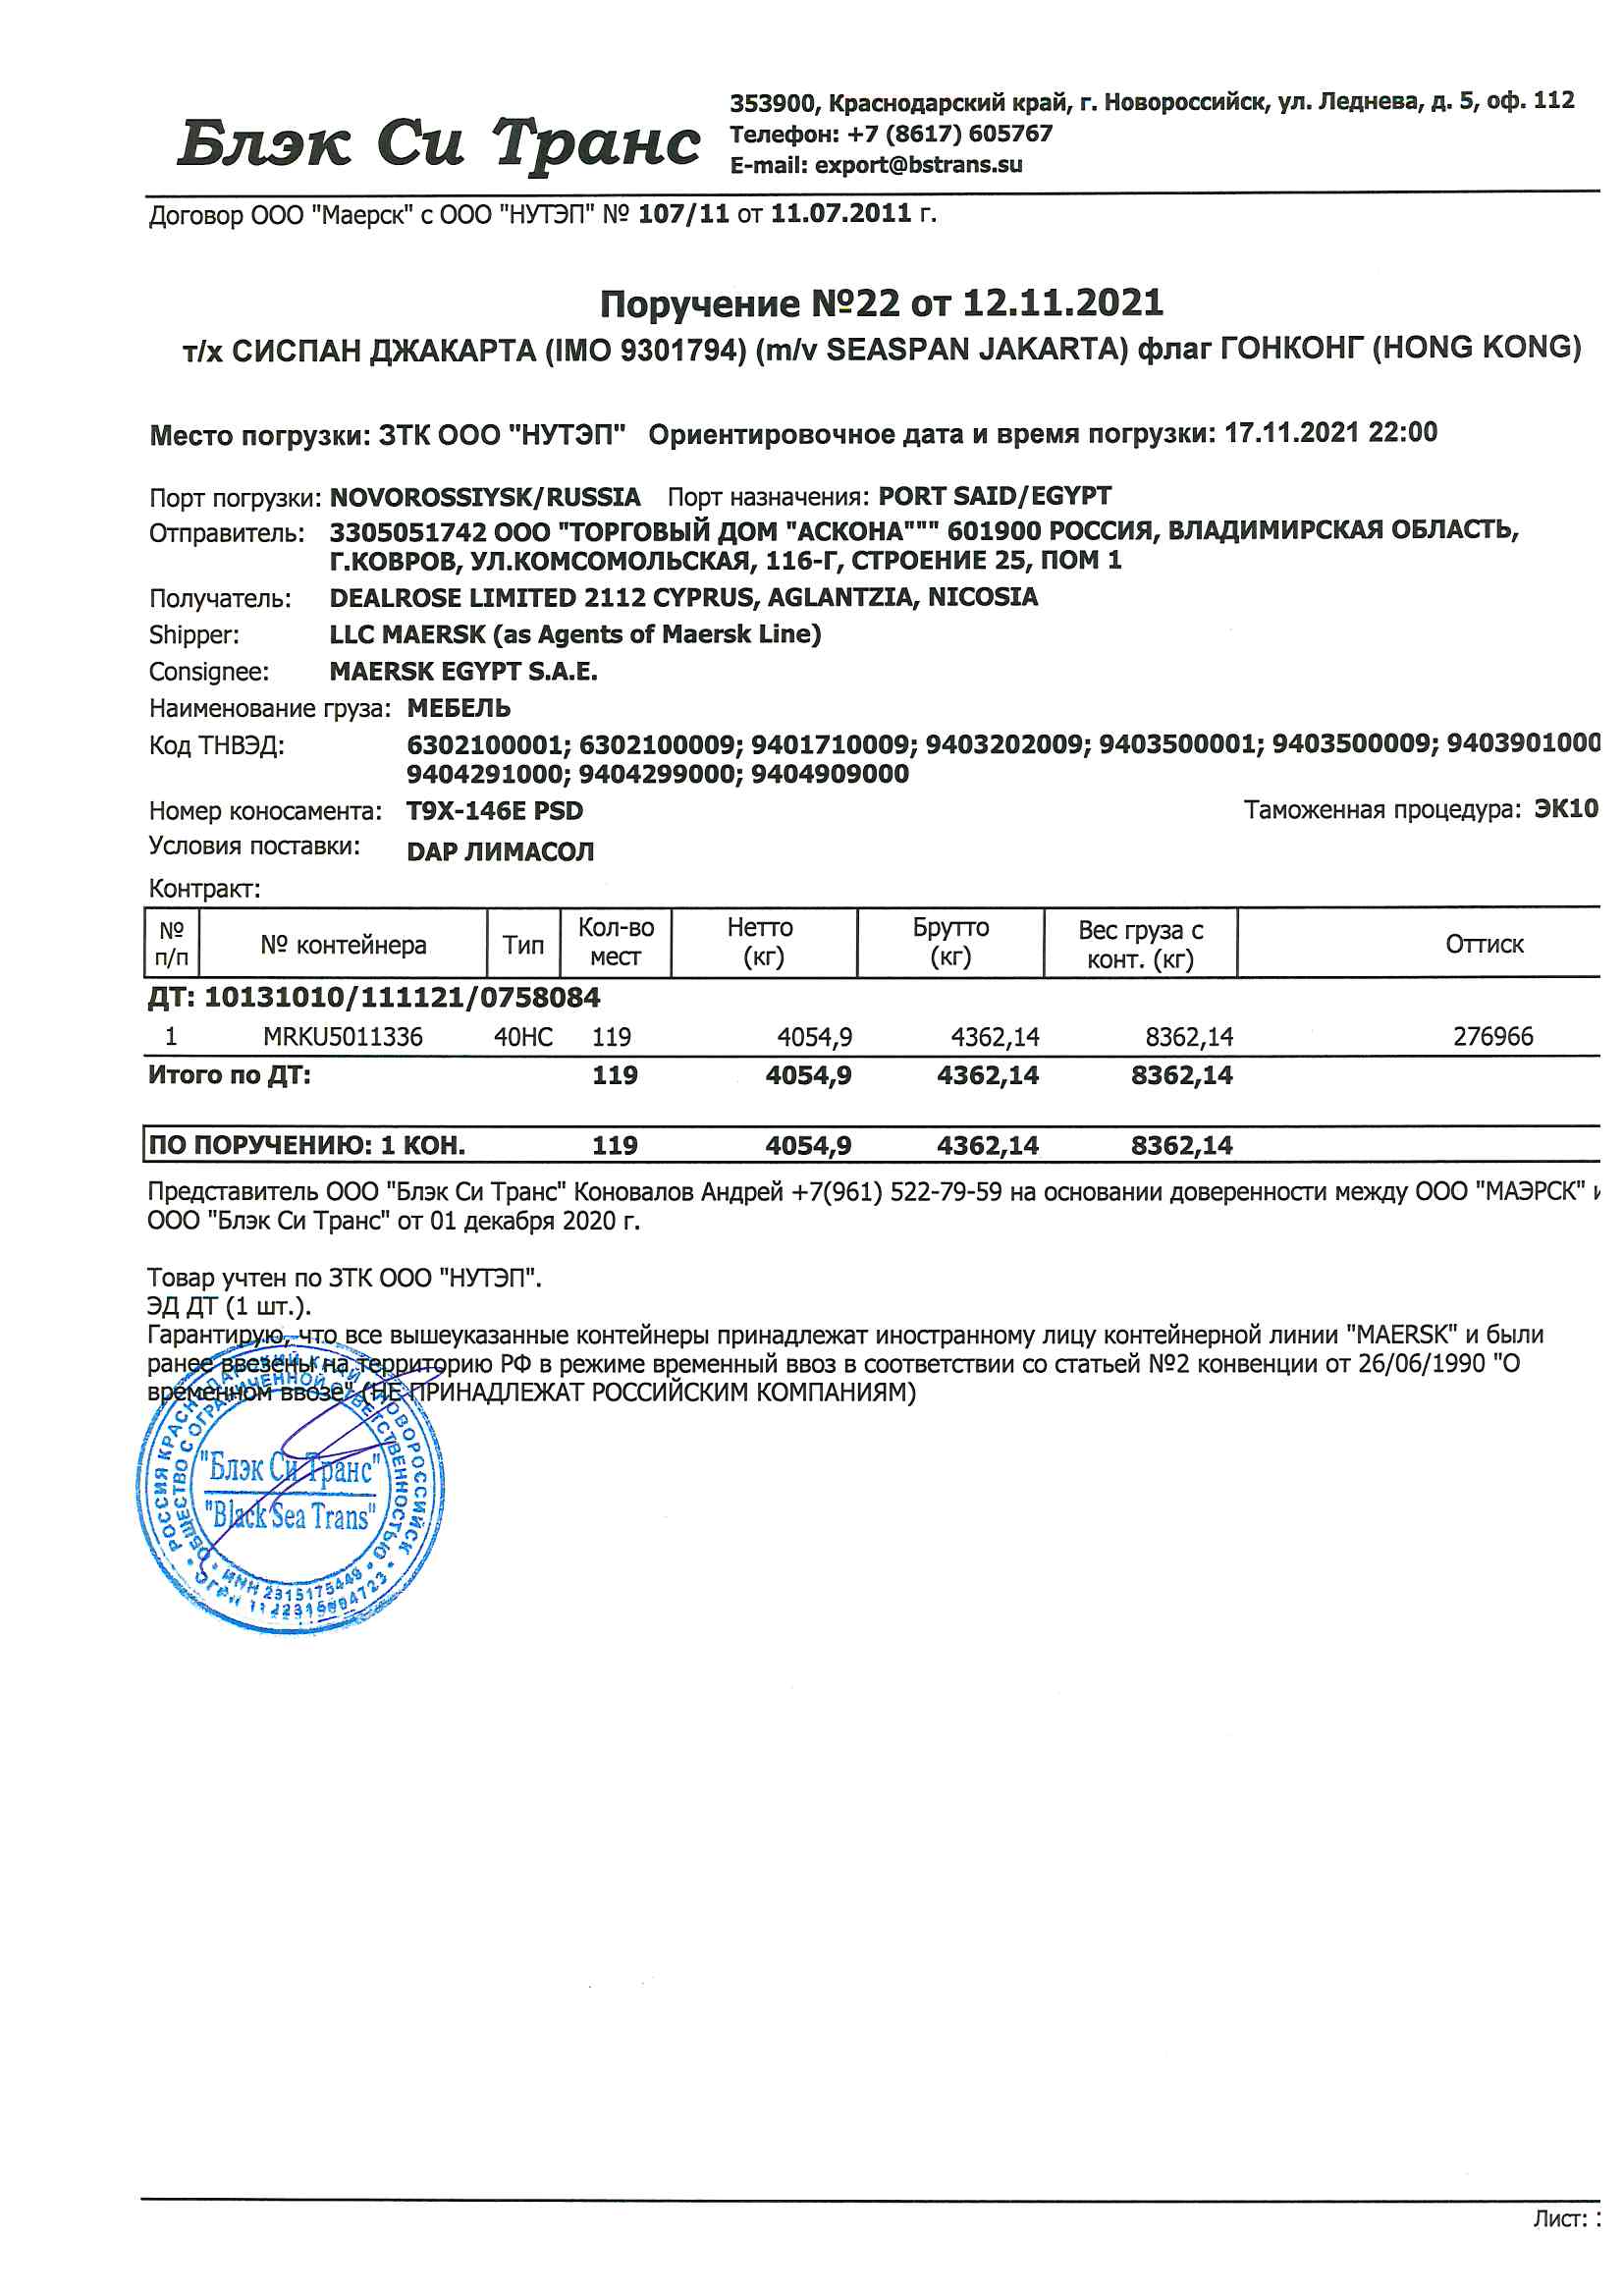 Блэк Си Транс
353900, Краснодарский край, г. Новороссийск, ул. Леднева, д. 5, оф. 112
Телефон: +7 (8617) 605767
E-mail: export@bstrans.su
Договор ООО "Маерск" с ООО "НУТЭП" № 107/11 от 11.07.2011 г.
Поручение №22 от 12.11.2021
т/х СИСПАН ДЖАКАРТА (IMO 9301794) (m/v SEASPAN JAKARTA) флаг ГОНКОНГ (HONG KONG)
Место погрузки: ЗТК ООО "НУТЭП" Ориентировочное дата и время погрузки: 17.11.2021 22:00
Порт погрузки: NOVOROSSIYSK/RUSSIA Порт назначения: PORT SAID/EGYPT
Отправитель: 3305051742 ООО "ТОРГОВЫЙ ДОМ "АСКОНА""" 601900 РОССИЯ, ВЛАДИМИРСКАЯ ОБЛАСТЬ,
Г.КОВРОВ, УЛ.КОМСОМОЛЬСКАЯ, 116-Г, СТРОЕНИЕ 25, ПОМ 1
Получатель: DEALROSE LIMITED 2112 CYPRUS, AGLANTZIA, NICOSIA
Shipper: LLC MAERSK (as Agents of Maersk Line)
Consignee: MAERSK EGYPT S.A.E.
Наименование груза: МЕБЕЛЬ
Код ТНВЭД: 6302100001; 6302100009; 9401710009; 9403202009; 9403500001; 9403500009; 9403901000
9404291000; 9404299000; 9404909000
Номер коносамента: T9X-146E PSD Таможенная процедура: ЭК10
Условия поставки: DAP ЛИМАСОЛ
Контракт:
№ п/п № контейнера Тип Кол-во мест Нетто (кг) Брутто (кг) Вес груза с конт. (кг) Оттиск
ДТ: 10131010/111121/0758084
1 MRKU5011336 40HC 119 4054,9 4362,14 8362,14 276966
Итого по ДТ: 119 4054,9 4362,14 8362,14
ПО ПОРУЧЕНИЮ: 1 КОН. 119 4054,9 4362,14 8362,14
Представитель ООО "Блэк Си Транс" Коновалов Андрей +7(961) 522-79-59 на основании доверенности между ООО "МАЭРСК" и
ООО "Блэк Си Транс" от 01 декабря 2020 г.
Товар учтен по ЗТК ООО "НУТЭП".
ЭД ДТ (1 шт.).
Гарантирую, что все вышеуказанные контейнеры принадлежат иностранному лицу контейнерной линии "MAERSK" и были
ранее ввезены на территорию РФ в режиме временный ввоз в соответствии со статьей №2 конвенции от 26/06/1990 "О
временном ввозе" (НЕ ПРИНАДЛЕЖАТ РОССИЙСКИМ КОМПАНИЯМ)
РОССИЯ КРАСНОДАРСКИЙ КРАЙ НОВОРОССИЙСК
ОБЩЕСТВО С ОГРАНИЧЕННОЙ ОТВЕТСТВЕННОСТЬЮ
"Блэк Си Транс"
"Black Sea Trans"
ИНН 2315175449
ОГРН
Лист: